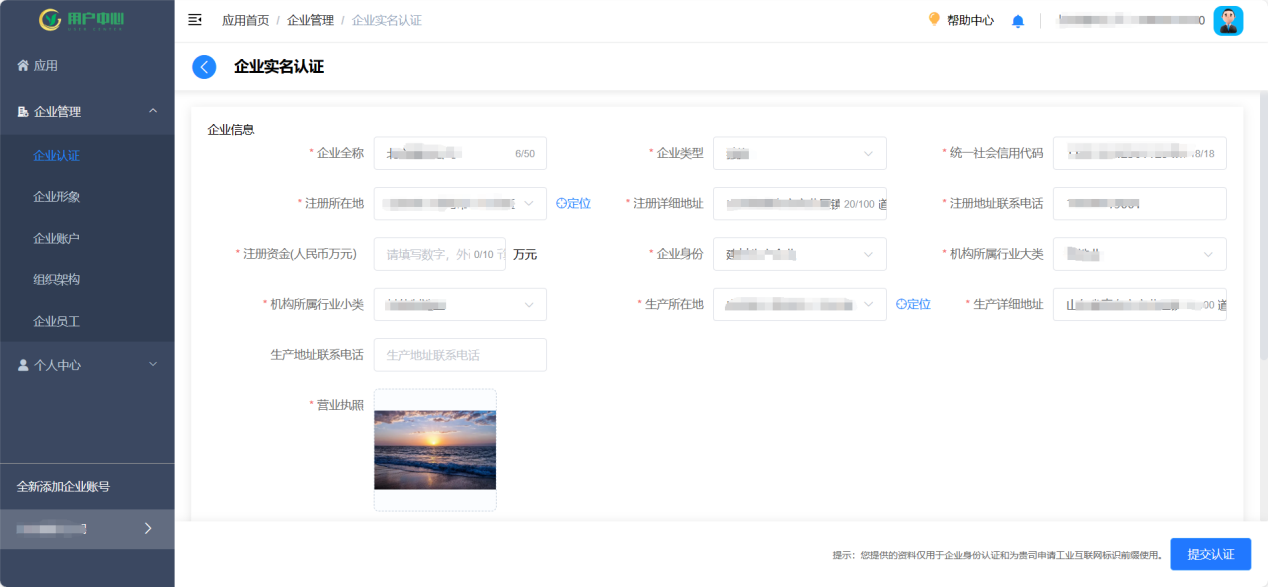 用户中心
USER CENTER
应用首页 / 企业管理 / 企业实名认证
帮助中心
0
应用
企业管理
企业认证
企业形象
企业账户
组织架构
企业员工
个人中心
全新添加企业账号
企业实名认证
企业信息
* 企业全称 6/50
* 企业类型
* 统一社会信用代码 8/18
* 注册所在地 定位
* 注册详细地址 镇 20/100 道
* 注册地址联系电话
* 注册资金(人民币万元) 请填写数字，外 0/10 万元
* 企业身份
* 机构所属行业大类
* 机构所属行业小类
* 生产所在地 定位
* 生产详细地址 山 00 道
生产地址联系电话 生产地址联系电话
* 营业执照
提示：您提供的资料仅用于企业身份认证和为贵司申请工业互联网标识前缀使用。
提交认证